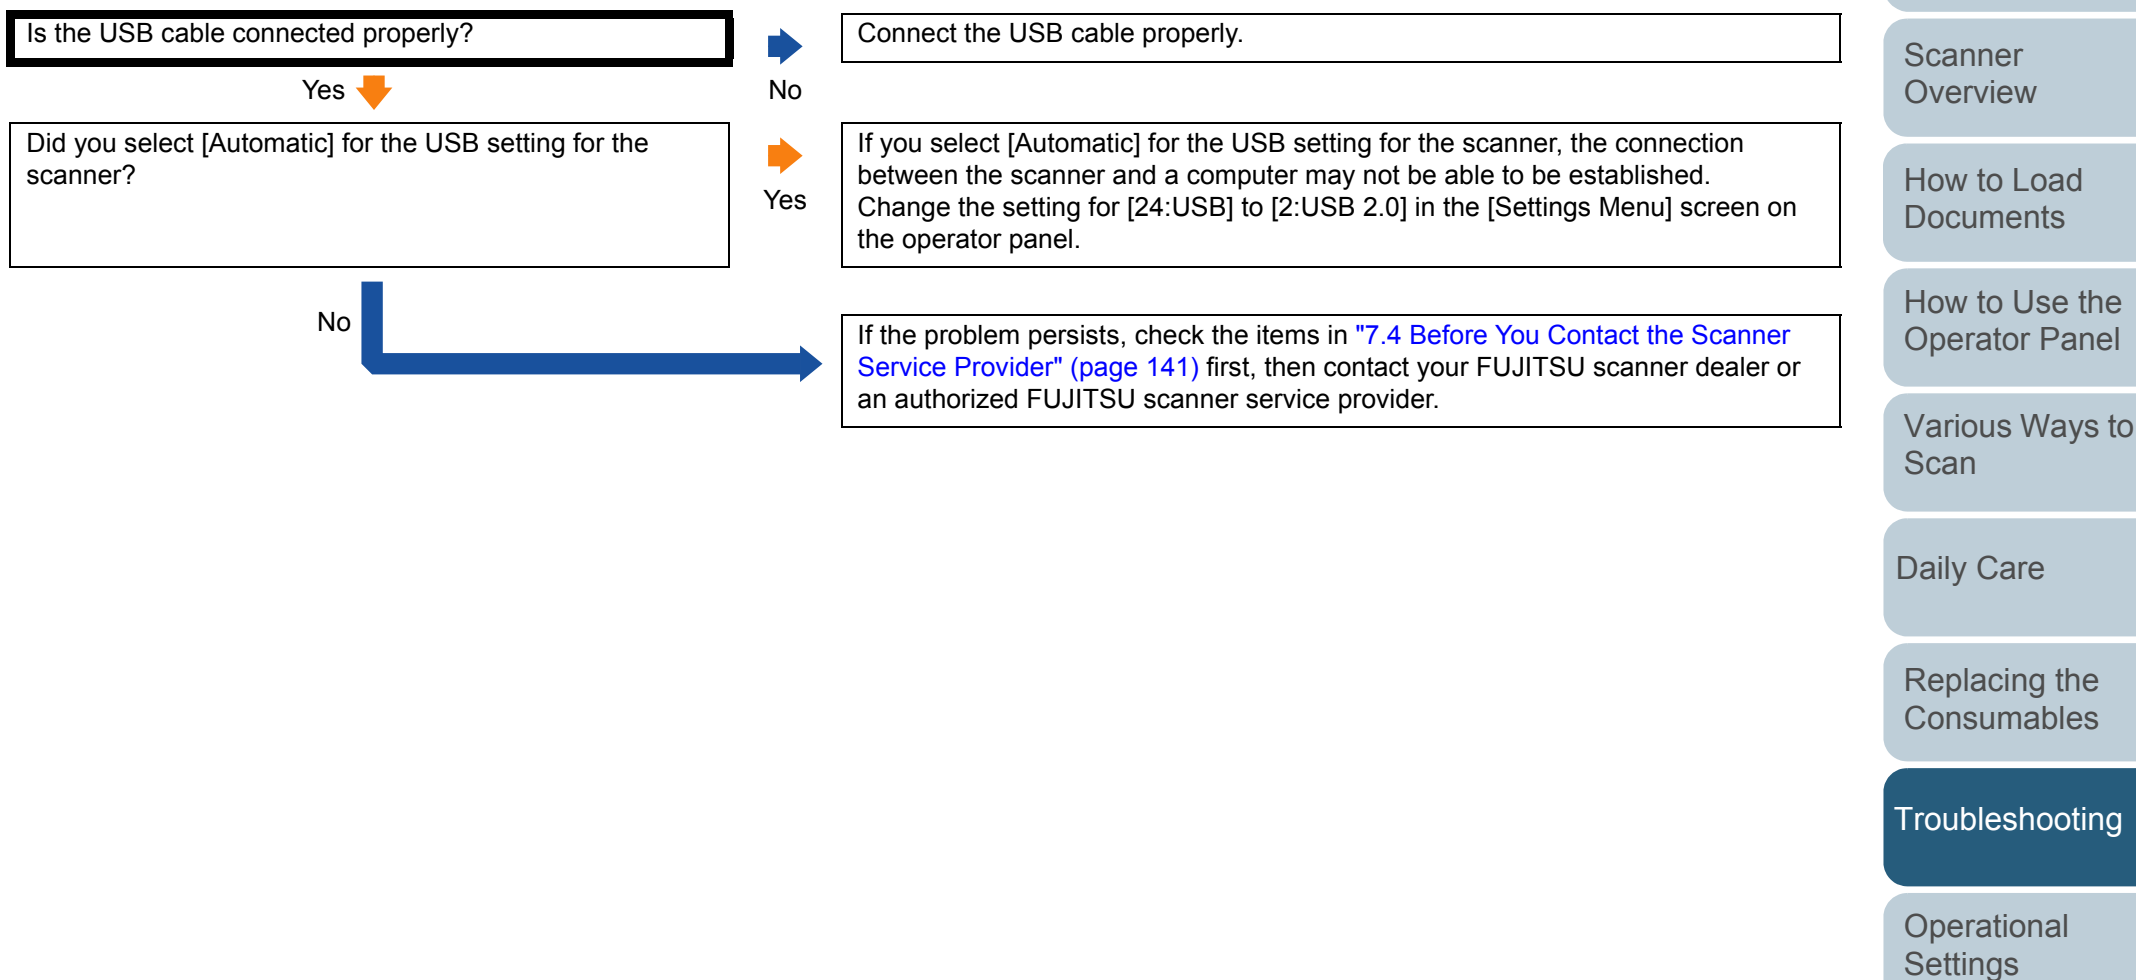 Is the USB cable connected properly?
Connect the USB cable properly.
Yes
No
Did you select [Automatic] for the USB setting for the
scanner?
Yes
If you select [Automatic] for the USB setting for the scanner, the connection
between the scanner and a computer may not be able to be established.
Change the setting for [24:USB] to [2:USB 2.0] in the [Settings Menu] screen on
the operator panel.
No
If the problem persists, check the items in "7.4 Before You Contact the Scanner
Service Provider" (page 141) first, then contact your FUJITSU scanner dealer or
an authorized FUJITSU scanner service provider.
Scanner
Overview
How to Load
Documents
How to Use the
Operator Panel
Various Ways to
Scan
Daily Care
Replacing the
Consumables
Troubleshooting
Operational
Settings